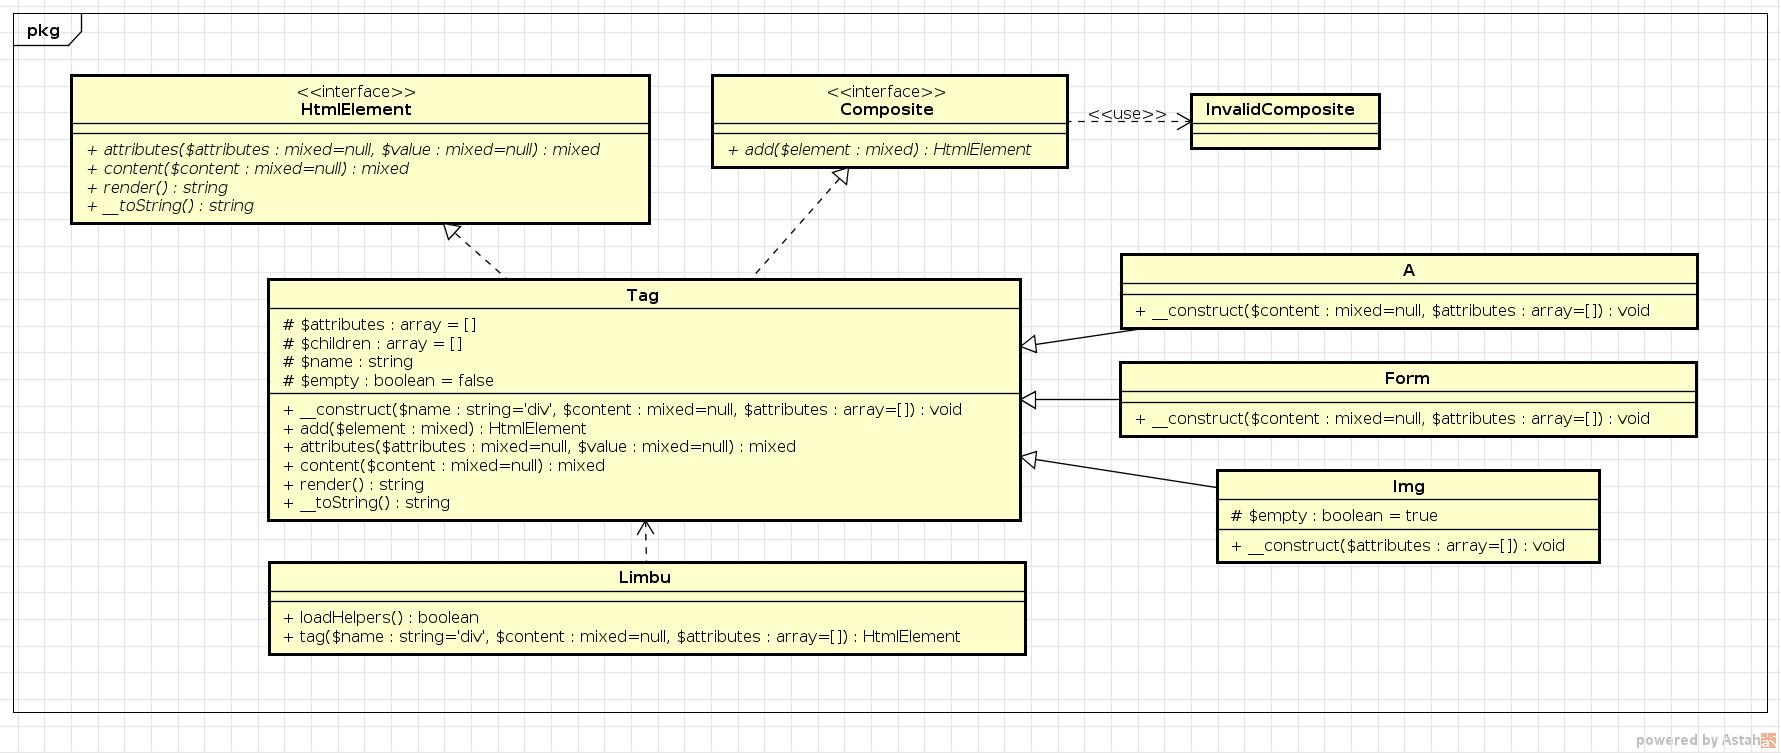 pkg
<<interface>>
HtmlElement
+ attributes($attributes : mixed=null, $value : mixed=null) : mixed
+ content($content : mixed=null) : mixed
+ render() : string
+ __toString() : string
<<interface>>
Composite
+ add($element : mixed) : HtmlElement
<<use>>
InvalidComposite
Tag
# $attributes : array = []
# $children : array = []
# $name : string
# $empty : boolean = false
+ __construct($name : string='div', $content : mixed=null, $attributes : array=[]) : void
+ add($element : mixed) : HtmlElement
+ attributes($attributes : mixed=null, $value : mixed=null) : mixed
+ content($content : mixed=null) : mixed
+ render() : string
+ __toString() : string
A
+ __construct($content : mixed=null, $attributes : array=[]) : void
Form
+ __construct($content : mixed=null, $attributes : array=[]) : void
Img
# $empty : boolean = true
+ __construct($attributes : array=[]) : void
Limbu
+ loadHelpers() : boolean
+ tag($name : string='div', $content : mixed=null, $attributes : array=[]) : HtmlElement
powered by Astah